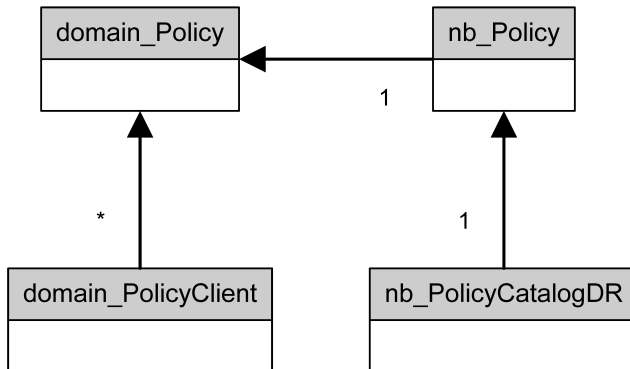 domain_Policy
nb_Policy
1
*
1
domain_PolicyClient
nb_PolicyCatalogDR